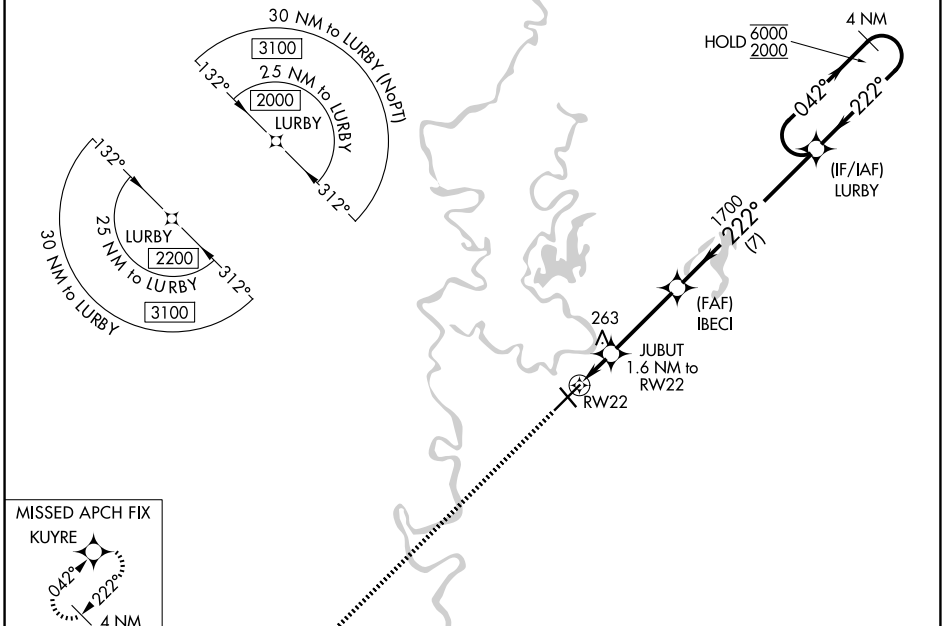 30 NM to LURBY (NoPT)
3100
25 NM to LURBY
2000
132°
LURBY
312°
132°
LURBY
2200
25 NM to LURBY
312°
3100
30 NM to LURBY
HOLD 6000
2000
4 NM
042°
222°
(IF/IAF)
LURBY
1700
222°
(7)
(FAF)
IBECI
263
JUBUT
1.6 NM to
RW22
RW22
MISSED APCH FIX
KUYRE
042°
222°
4 NM